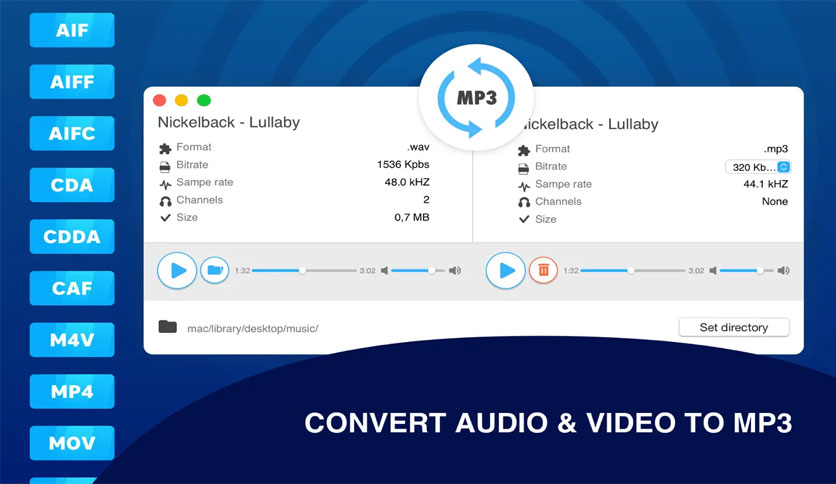 AIF
AIFF
AIFC
CDA
CDDA
CAF
M4V
MP4
MOV
MP3
Nickelback - Lullaby
Format .wav
Bitrate 1536 Kpbs
Sampe rate 48.0 kHZ
Channels 2
Size 0,7 MB
ickelback - Lullaby
Format .mp3
Bitrate 320 Kb...
Sampe rate 44.1 kHZ
Channels None
Size
1:32 3:02
1:32 3:02
mac/library/desktop/music/
Set directory
CONVERT AUDIO & VIDEO TO MP3